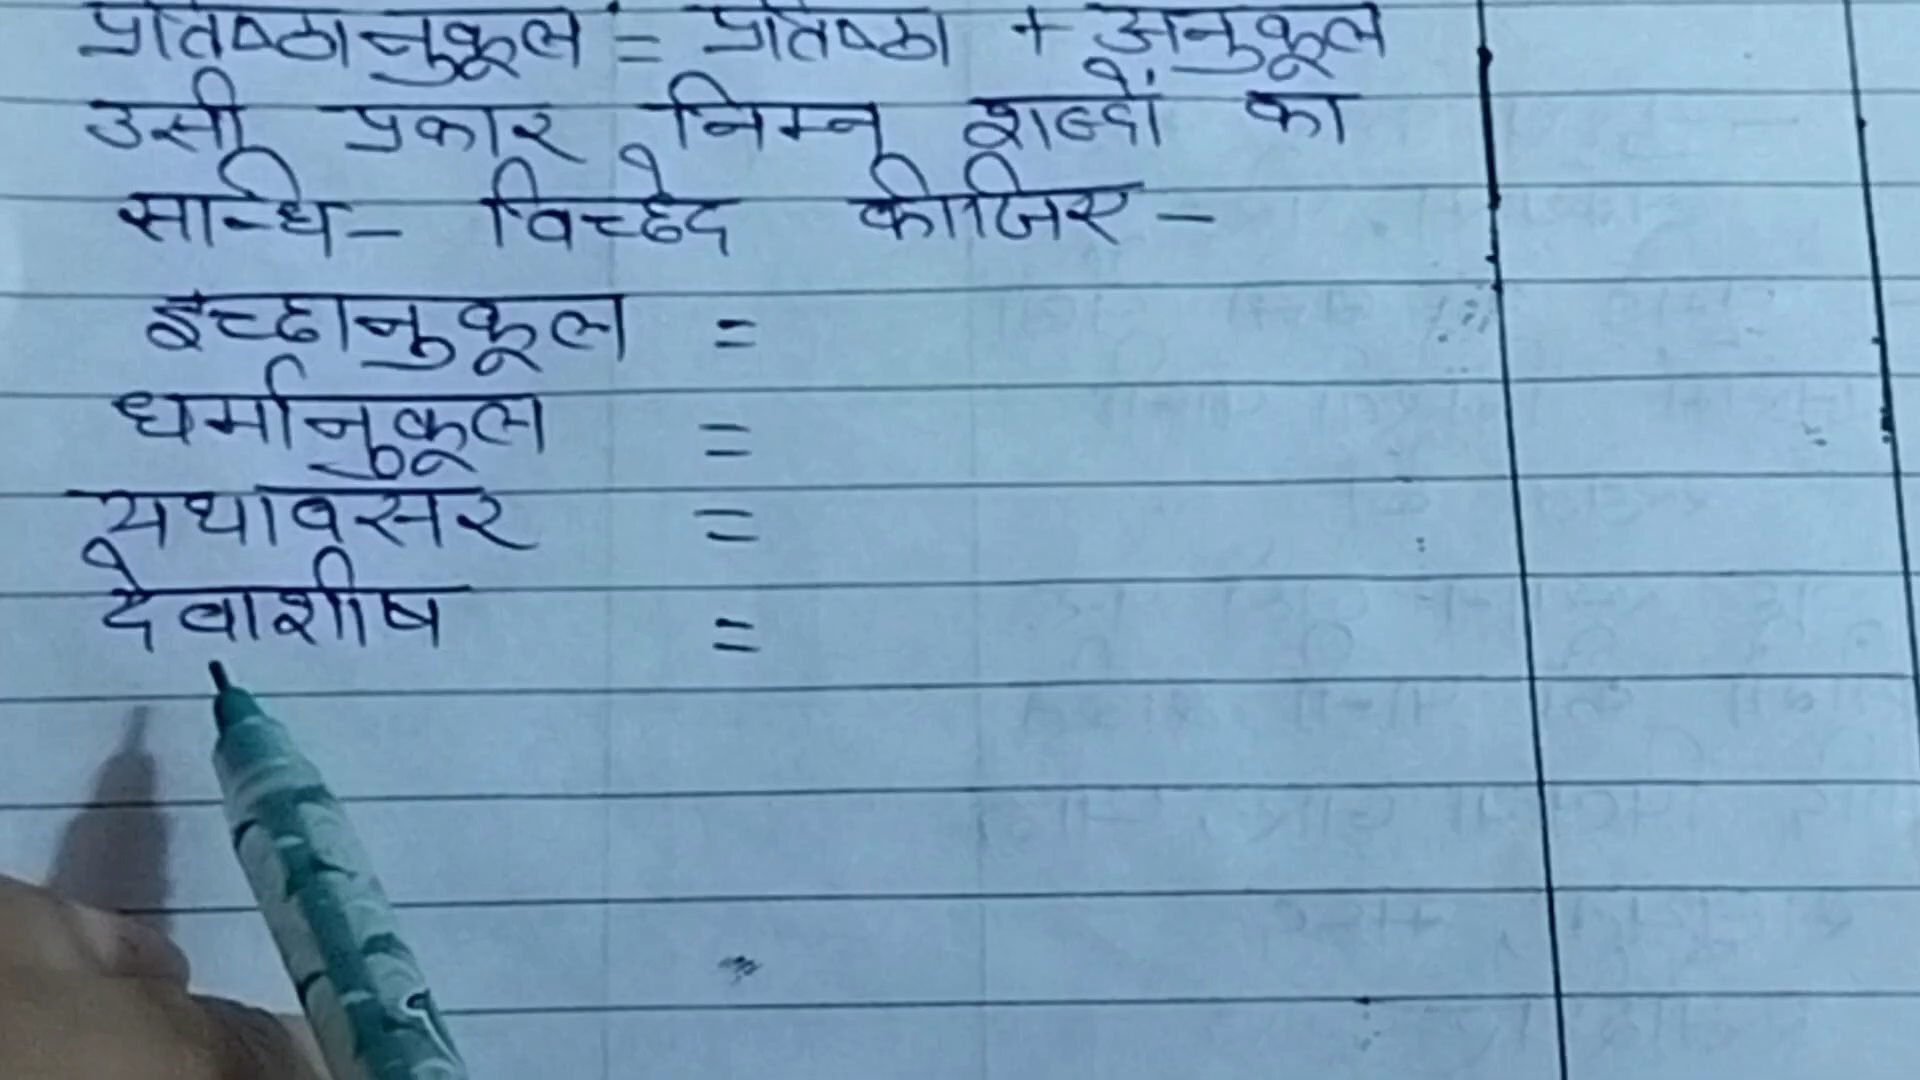 प्रतिष्ठानुकूल = प्रतिष्ठा + अनुकूल
उसी प्रकार निम्न शब्दों का
सन्धि - विच्छेद कीजिए -
इच्छानुकूल =
धर्मानुकूल =
यथावसर =
देवाशीष =